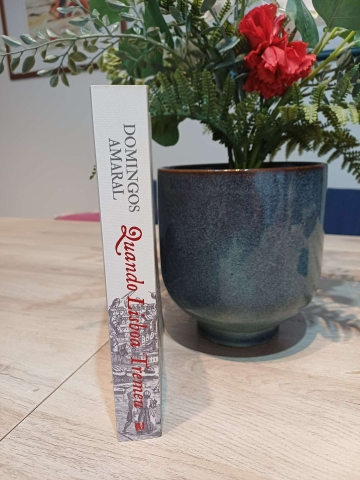 DOMINGOS
AMARAL
Quando Lisboa Tremeu